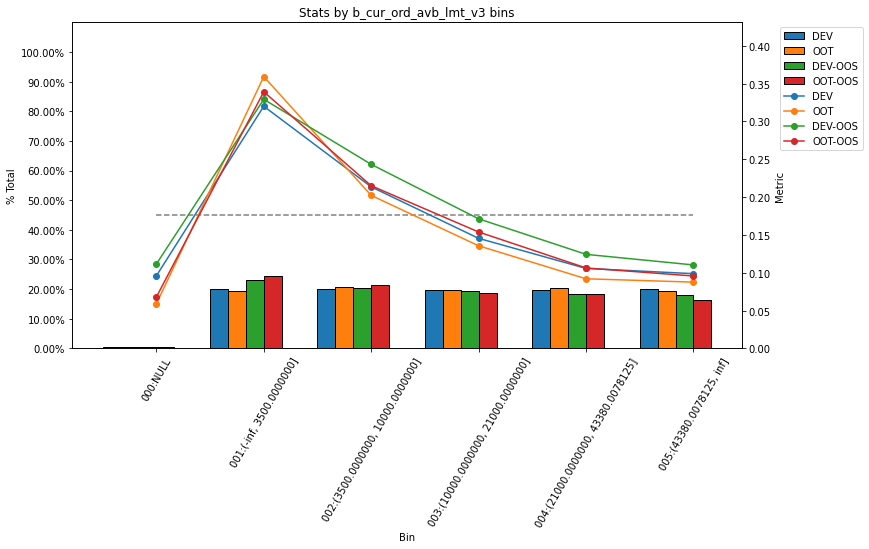 Stats by b_cur_ord_avb_lmt_v3 bins
100.00%
90.00%
80.00%
70.00%
60.00%
50.00%
40.00%
30.00%
20.00%
10.00%
0.00%
% Total
0.40
0.35
0.30
0.25
0.20
0.15
0.10
0.05
0.00
Metric
DEV
OOT
DEV-OOS
OOT-OOS
DEV
OOT
DEV-OOS
OOT-OOS
000:NULL
001:(-inf, 3500.0000000]
002:(3500.0000000, 10000.0000000]
003:(10000.0000000, 21000.0000000]
004:(21000.0000000, 43380.0078125]
005:(43380.0078125, inf]
Bin